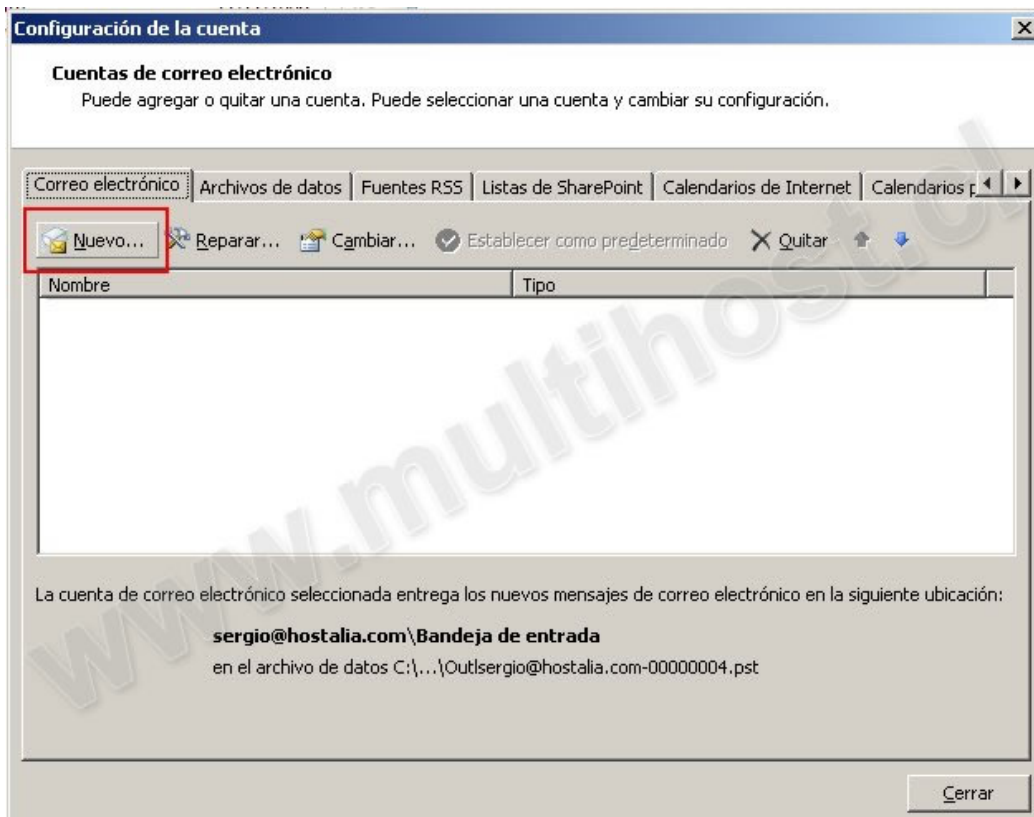 Configuración de la cuenta
Cuentas de correo electrónico
Puede agregar o quitar una cuenta. Puede seleccionar una cuenta y cambiar su configuración.
Correo electrónico Archivos de datos Fuentes RSS Listas de SharePoint Calendarios de Internet Calendarios
Nuevo... Reparar... Cambiar... Establecer como predeterminado Quitar
Nombre Tipo
La cuenta de correo electrónico seleccionada entrega los nuevos mensajes de correo electrónico en la siguiente ubicación:
sergio@hostalia.com\Bandeja de entrada
en el archivo de datos C:\...\Outlsergio@hostalia.com-00000004.pst
Cerrar
www.multihost.cl